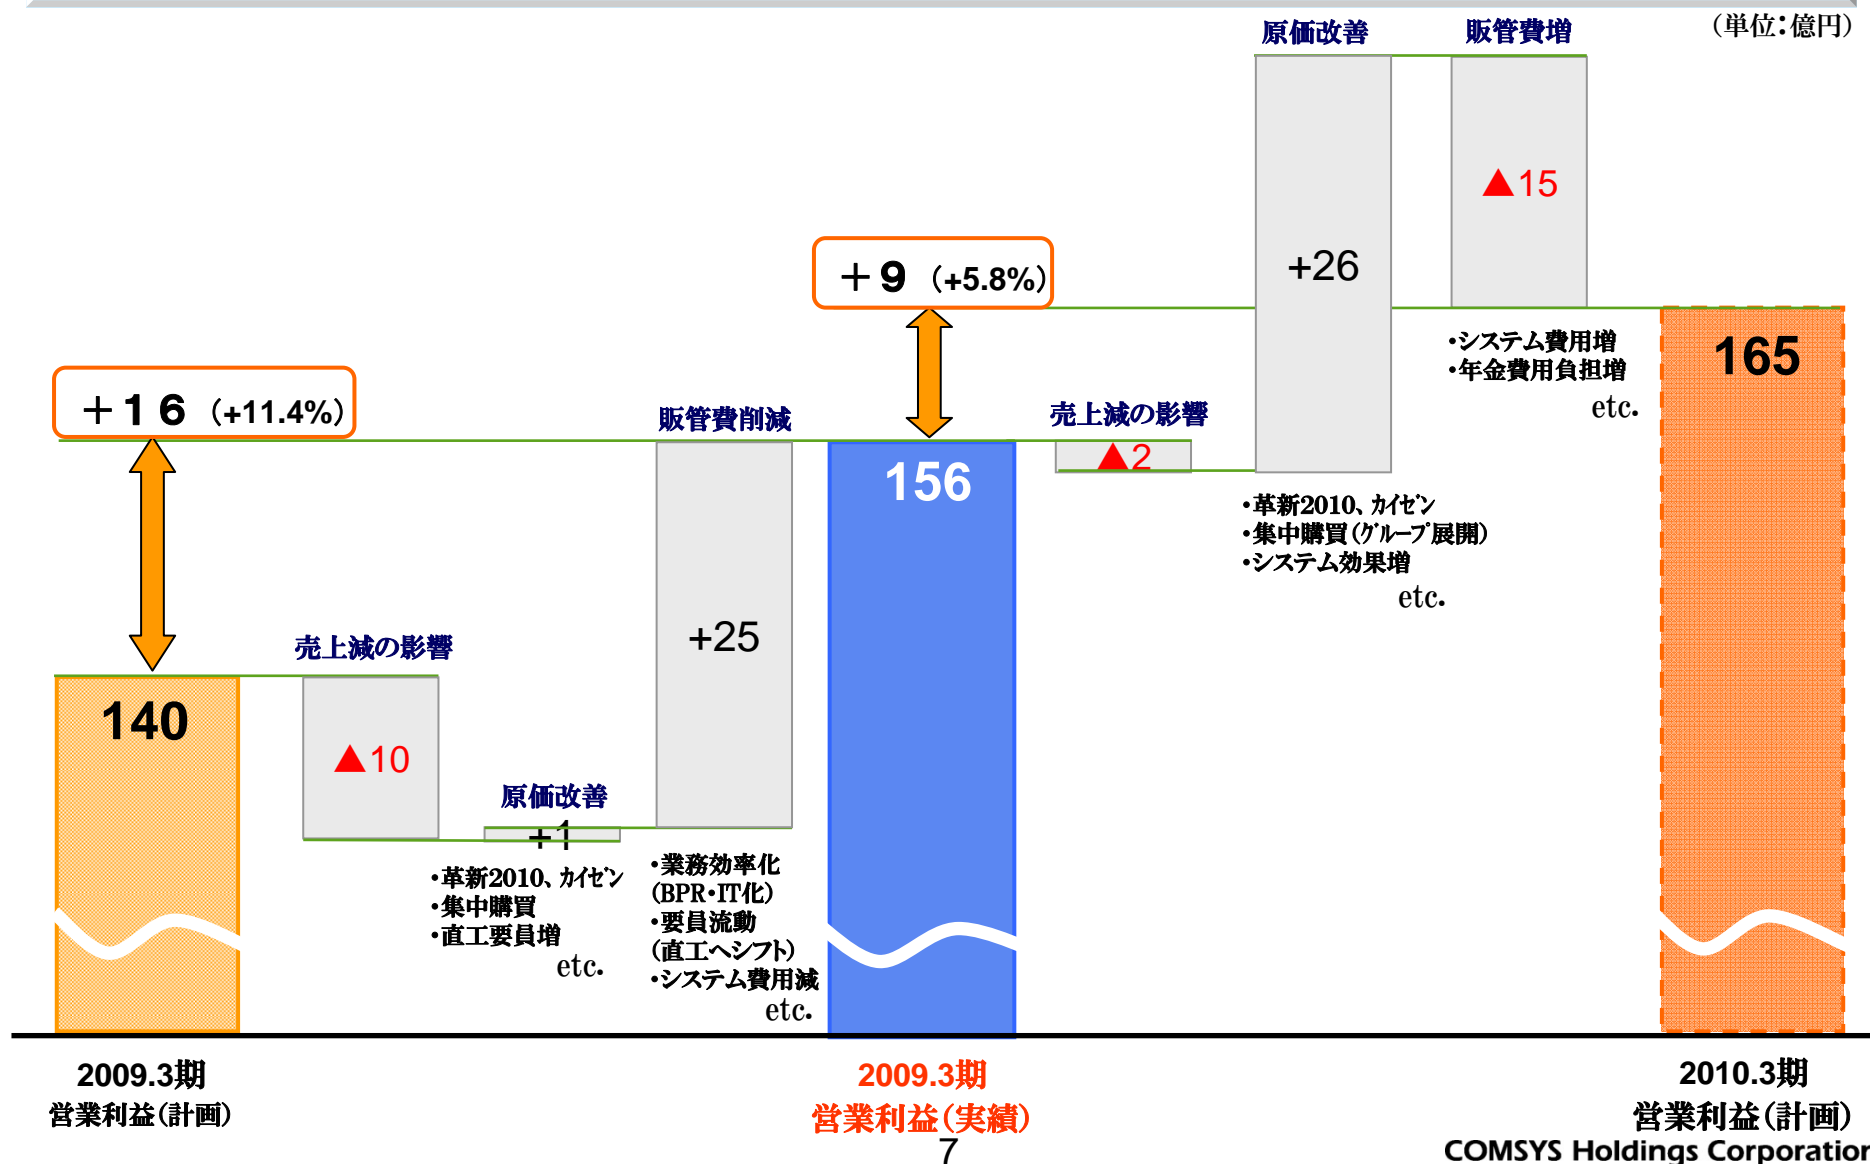 (単位：億円)
原価改善
販管費増
▲15
+26
＋９ (+5.8%)
・システム費用増
・年金費用負担増
etc.
165
＋１６ (+11.4%)
販管費削減
売上減の影響
▲2
156
・革新2010、ｶｲｾﾞﾝ
・集中購買(ｸﾞﾙｰﾌﾟ展開)
・システム効果増
etc.
+25
売上減の影響
140
▲10
原価改善
+1
・革新2010、ｶｲｾﾞﾝ
・集中購買
・直工要員増
etc.
・業務効率化
(BPR・IT化)
・要員流動
(直工へシフト)
・システム費用減
etc.
2009.3期
営業利益(計画)
2009.3期
営業利益(実績)
2010.3期
営業利益(計画)
7
COMSYS Holdings Corporation